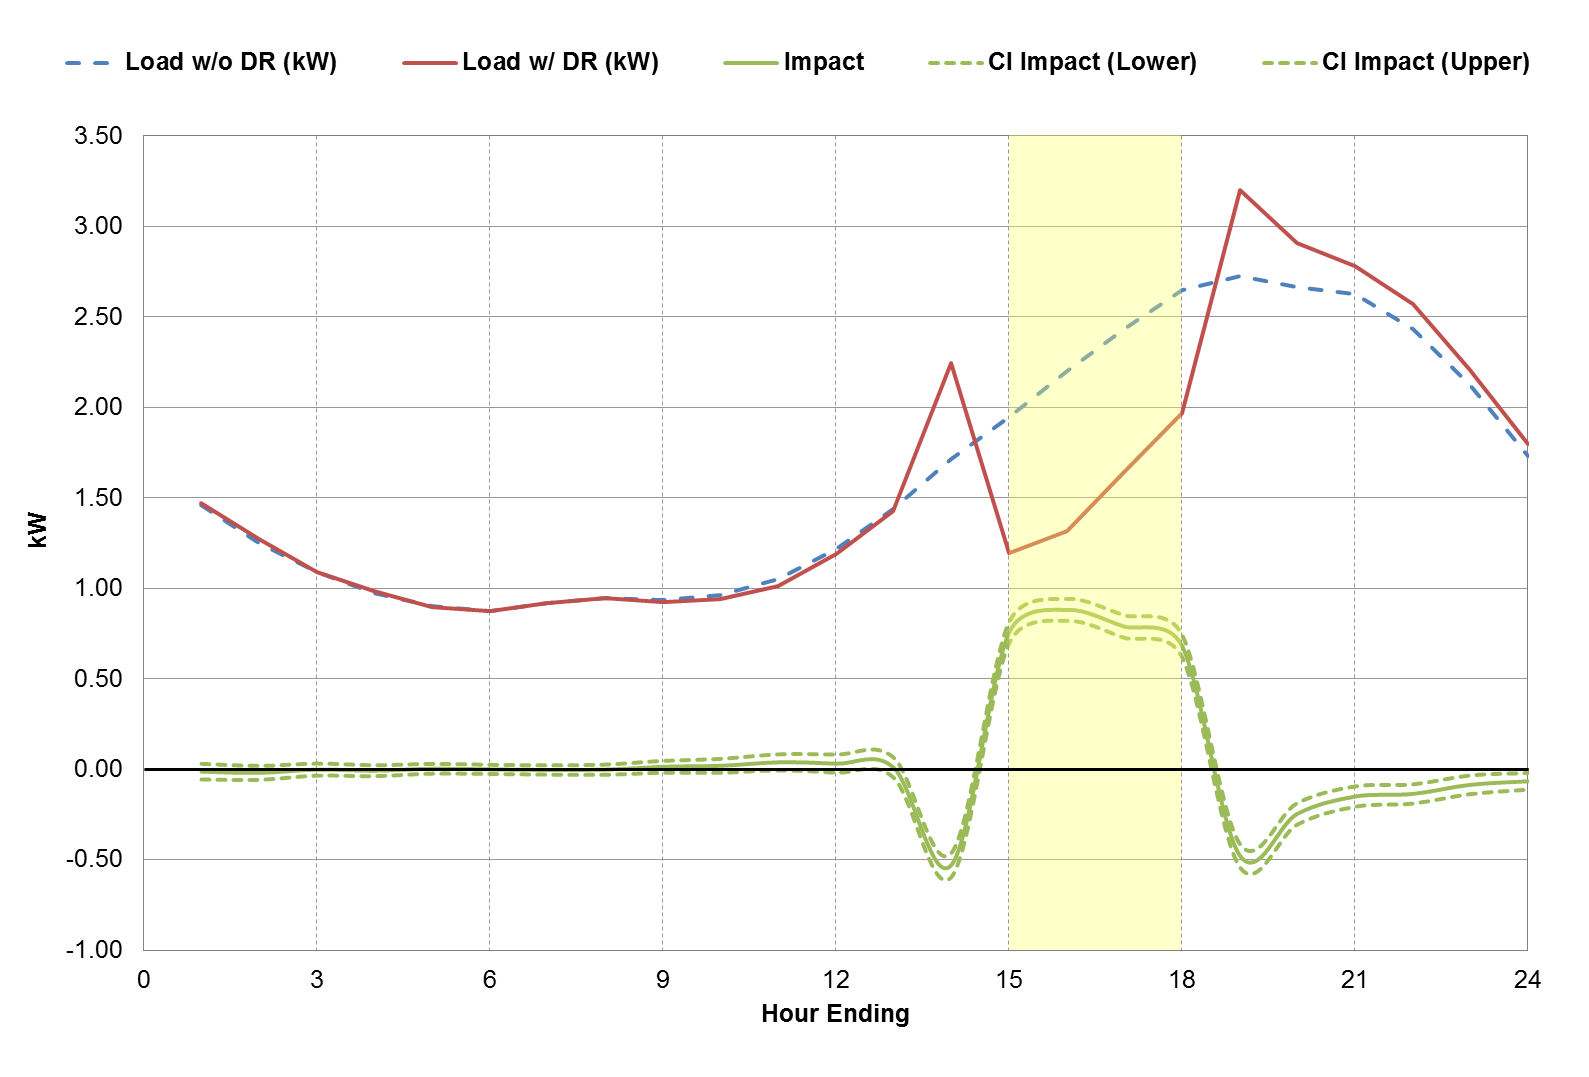 Load w/o DR (kW) Load w/ DR (kW) Impact CI Impact (Lower) CI Impact (Upper)
3.50
3.00
2.50
2.00
1.50
kW
1.00
0.50
0.00
-0.50
-1.00
0 3 6 9 12 15 18 21 24
Hour Ending